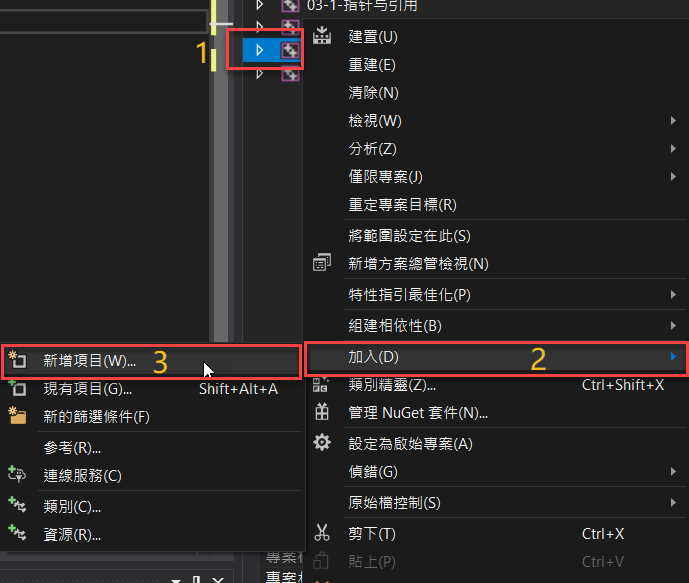 03-1-指针与引用
1
建置(U)
重建(E)
清除(N)
檢視(W)
分析(Z)
僅限專案(J)
重定專案目標(R)
將範圍設定在此(S)
新增方案總管檢視(N)
特性指引最佳化(P)
組建相依性(B)
加入(D) 2
類別精靈(Z)... Ctrl+Shift+X
管理 NuGet 套件(N)...
設定為啟始專案(A)
偵錯(G)
原始檔控制(S)
剪下(T) Ctrl+X
貼上(P) Ctrl+V
新增項目(W)... 3
現有項目(G)... Shift+Alt+A
新的篩選條件(F)
參考(R)...
連線服務(C)
類別(C)...
資源(R)...